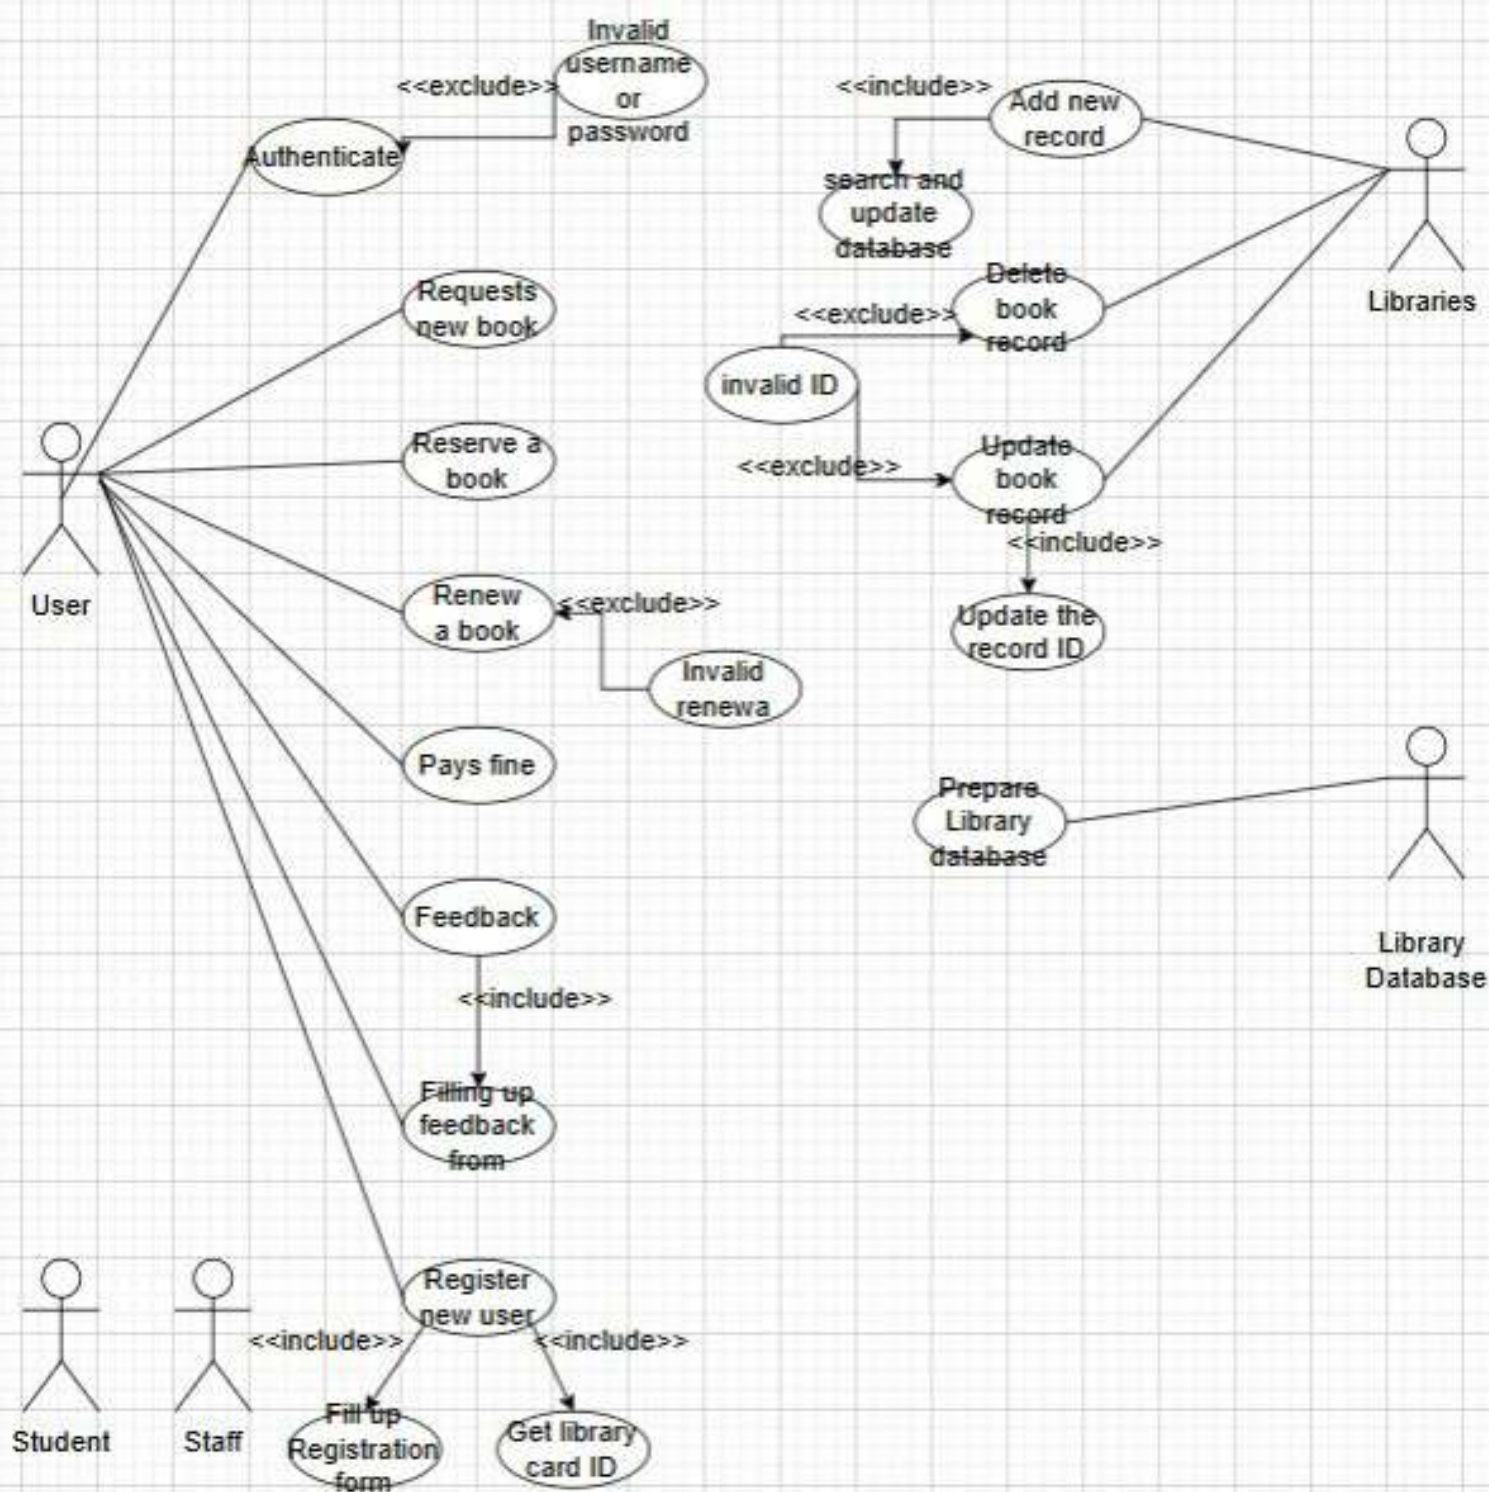 Invalid
username
or
password
<<exclude>>
Authenticate
<<include>>
Add new
record
search and
update
database
Libraries
Requests
new book
Delete
book
record
<<exclude>>
invalid ID
Reserve a
book
<<exclude>>
Update
book
record
<<include>>
Update the
record ID
User
Renew
a book
<<exclude>>
Invalid
renewa
Pays fine
Prepare
Library
database
Library
Database
Feedback
<<include>>
Filling up
feedback
from
Register
new user
<<include>>
<<include>>
Student
Staff
Fill up
Registration
form
Get library
card ID